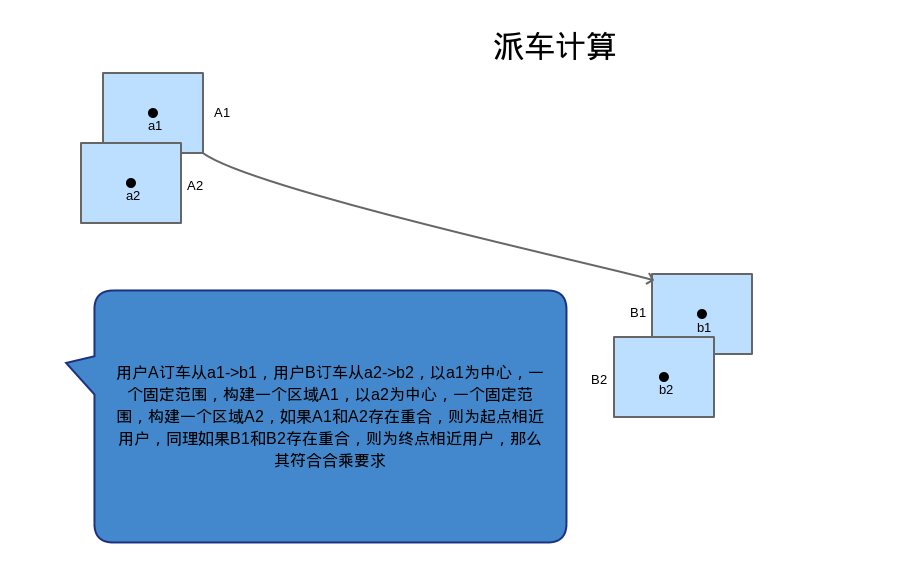 派车计算
A1
a1
A2
a2
B1
b1
B2
b2
用户A订车从a1->b1，用户B订车从a2->b2，以a1为中心，一
个固定范围，构建一个区域A1，以a2为中心，一个固定范
围，构建一个区域A2，如果A1和A2存在重合，则为起点相近
用户，同理如果B1和B2存在重合，则为终点相近用户，那么
其符合合乘要求